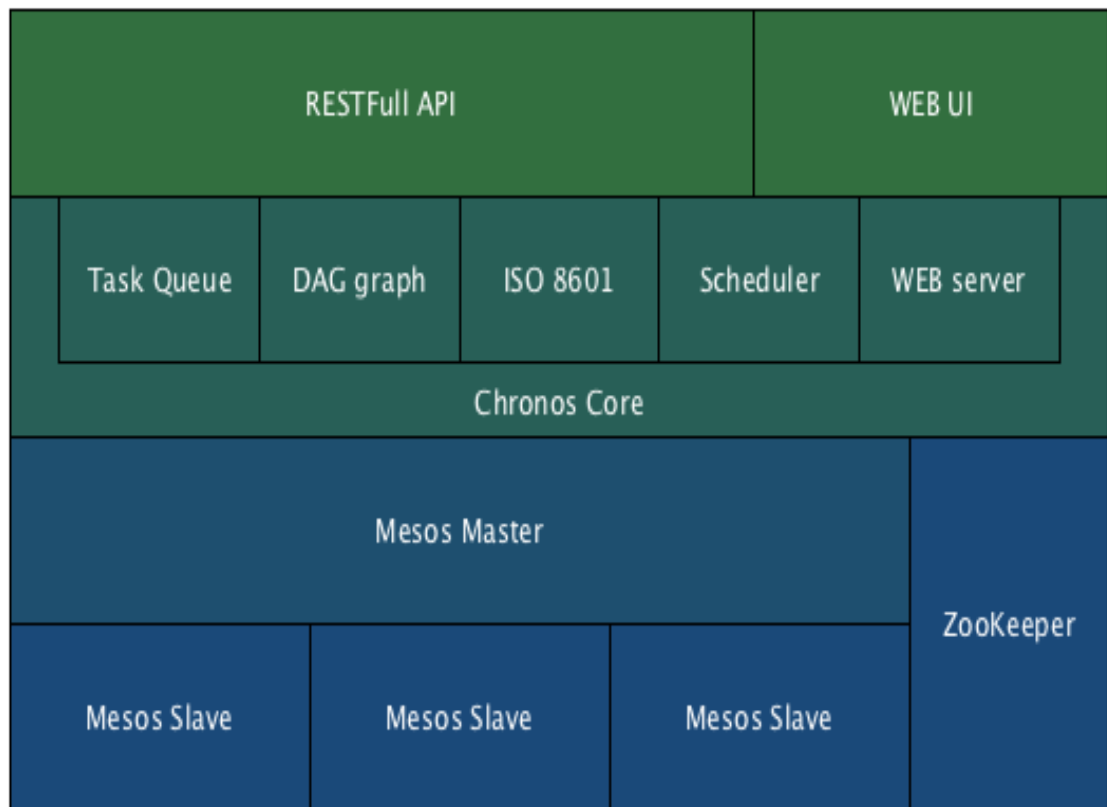 RESTFull API
WEB UI
Task Queue
DAG graph
ISO 8601
Scheduler
WEB server
Chronos Core
Mesos Master
ZooKeeper
Mesos Slave
Mesos Slave
Mesos Slave